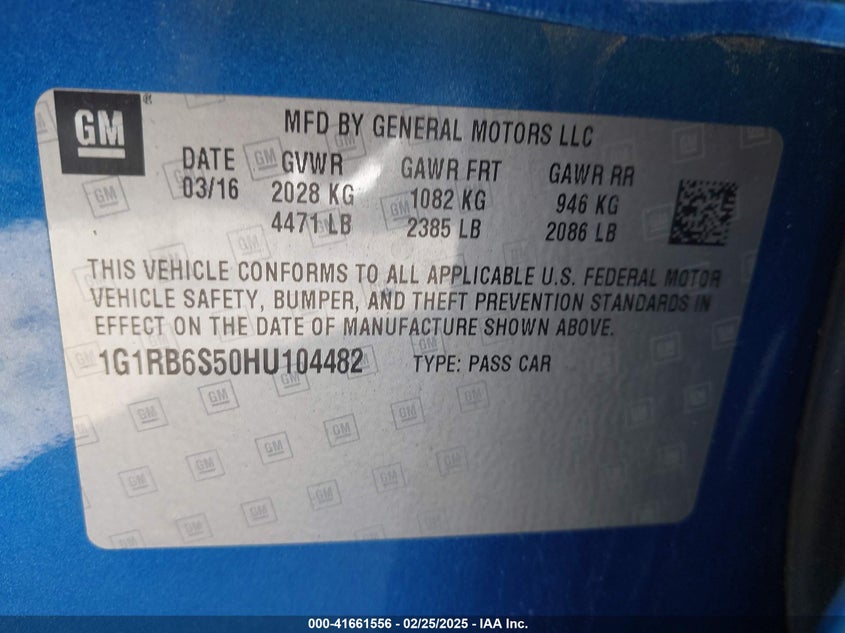 GM
MFD BY GENERAL MOTORS LLC
DATE GVWR GAWR FRT GAWR RR
03/16 2028 KG 1082 KG 946 KG
4471 LB 2385 LB 2086 LB
THIS VEHICLE CONFORMS TO ALL APPLICABLE U.S. FEDERAL MOTOR
VEHICLE SAFETY, BUMPER, AND THEFT PREVENTION STANDARDS IN
EFFECT ON THE DATE OF MANUFACTURE SHOWN ABOVE.
1G1RB6S50HU104482 TYPE: PASS CAR
000-41661556 - 02/25/2025 - IAA Inc.